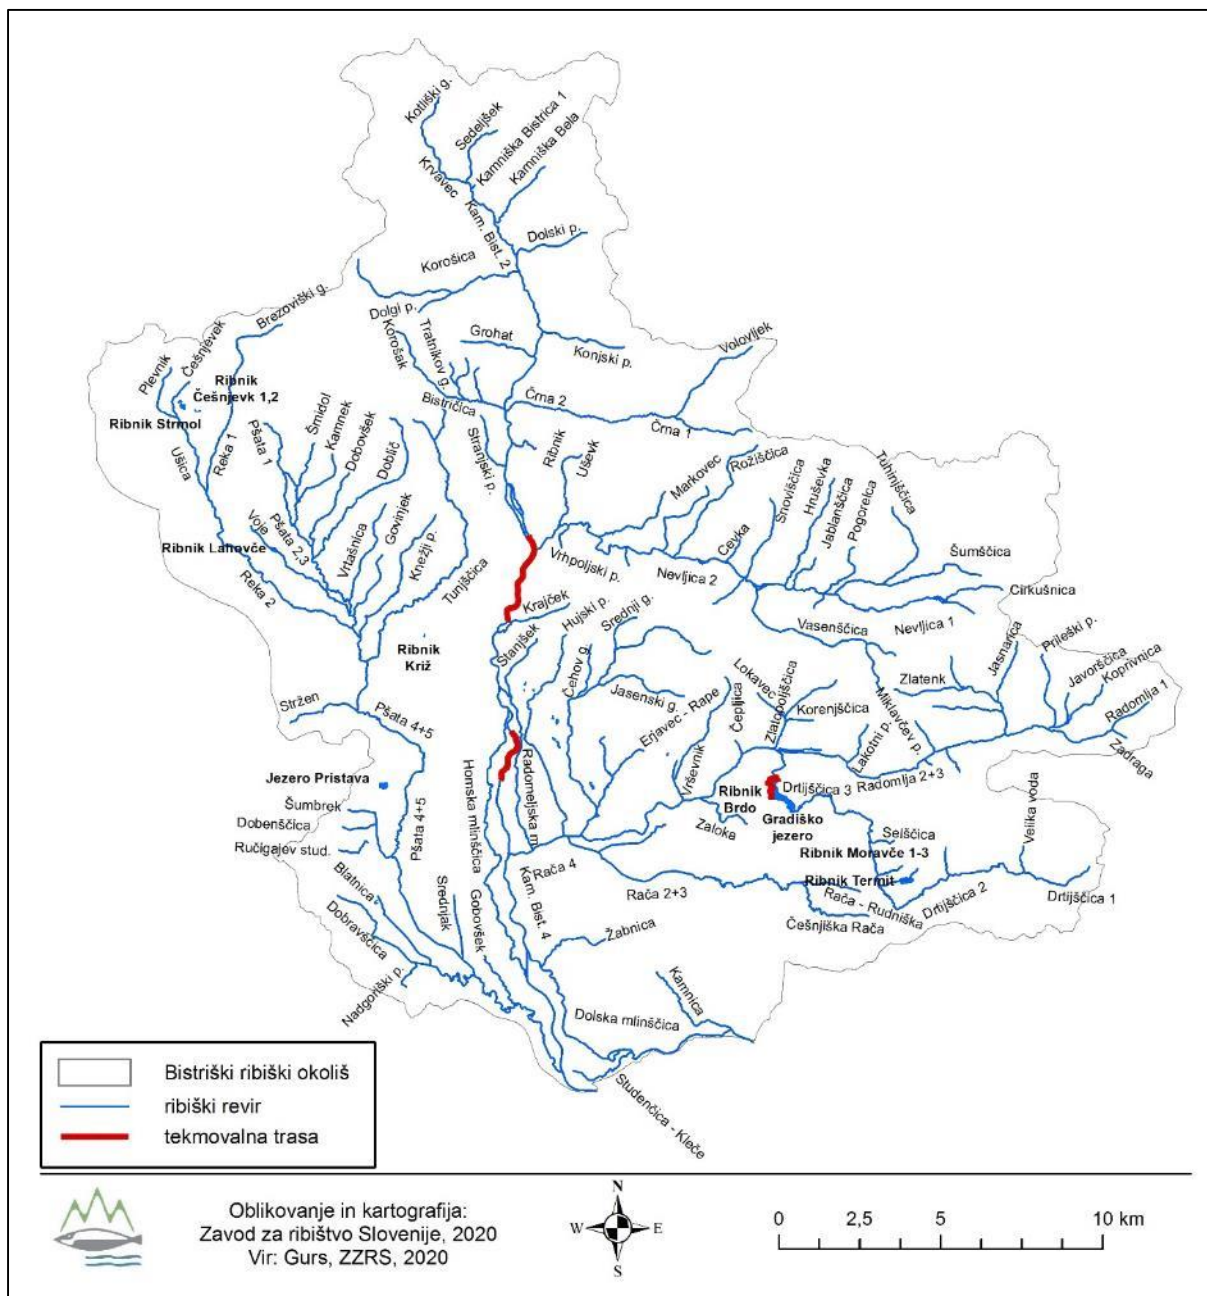 Kotliški g.
Sedeljšek
Kamniška Bistrica 1
Kamniška Bela
Krvavec
Kam. Bist. 2
Dolski p.
Korošica
Brezoviški g.
Dolgi p.
Korošak
Tratnikov g.
Grohat
Konjski p.
Volovljek
Plevnik
Češnjevek
Ribnik
Češnjevk 1,2
Ribnik Strmol
Bistričica
Črna 2
Črna 1
Ušica
Reka 1
Pšata 1
Šmidol
Kamnek
Dobovšek
Doblič
Stranjski p.
Ribnik
Uševk
Markovec
Rožiščica
Snoviščica
Hruševka
Jablanščica
Pogorelca
Tuhinjščica
Voje
Pšata 2,3
Ribnik Lahovče
Vrtašnica
Govinjek
Knežji p.
Tunjščica
Reka 2
Vrhpoljski p.
Nevljica 2
Cevka
Šumščica
Cirkušnica
Nevljica 1
Vasenščica
Krajček
Hujski p.
Srednji g.
Stanjšek
Čehov g.
Ribnik
Križ
Jasenski g.
Erjavec - Rape
Lokavec
Čepljica
Zlatopoljščica
Korenjščica
Zlatenk
Jasnarica
Prileški p.
Javorščica
Koprivnica
Radomlja 1
Zadraga
Miklavčev p.
Lakotni p.
Radomlja 2+3
Stržen
Pšata 4+5
Jezero Pristava
Šumbrek
Dobenščica
Ručigajev stud.
Pšata 4+5
Homska mlinščica
Radomeljska m.
Vrševnik
Ribnik
Brdo
Drtijščica 3
Gradiško
jezero
Zaloka
Selščica
Ribnik Moravče 1-3
Ribnik Termit
Velika voda
Rača 4
Rača 2+3
Rača - Rudniška
Drtijščica 2
Drtijščica 1
Češnjiška Rača
Blatnica
Dobravščica
Srednjak
Gobovšek
Kam. Bist. 4
Žabnica
Nadgoriški p.
Kamnica
Dolska mlinščica
Studenčica - Kleče
Bistriški ribiški okoliš
ribiški revir
tekmovalna trasa
Oblikovanje in kartografija:
Zavod za ribištvo Slovenije, 2020
Vir: Gurs, ZZRS, 2020
N
W E
S
0 2,5 5 10 km